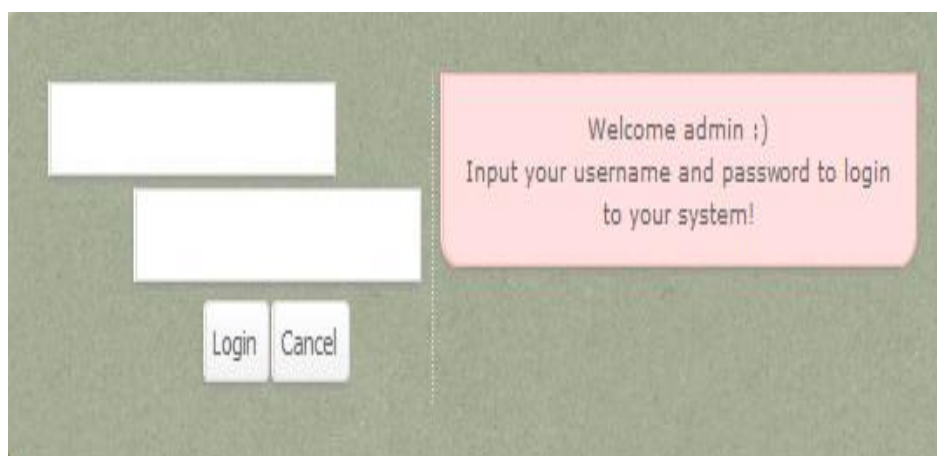 Welcome admin :)
Input your username and password to login
to your system!
Login Cancel